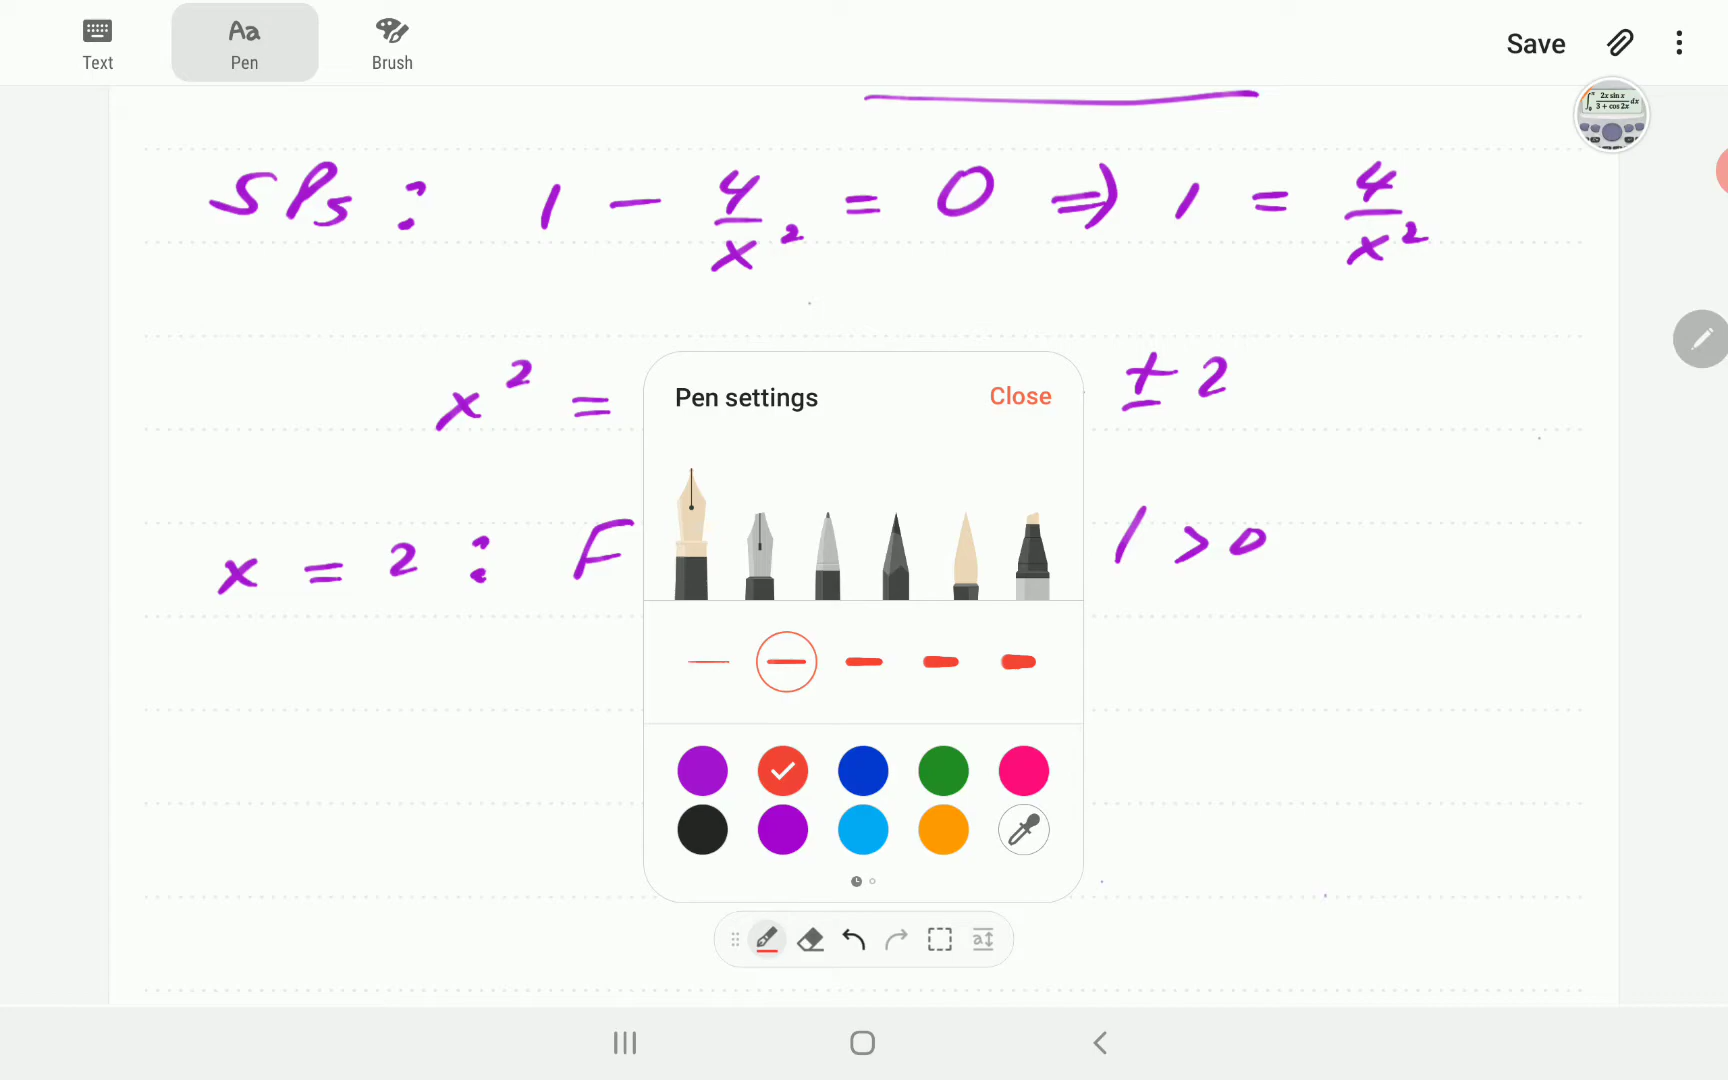 Text Pen Brush Save
SPs : 1 - 4/x² = 0 ⇒ 1 = 4/x²
x² = ± 2
Pen settings Close
x = 2 : F 1 > 0